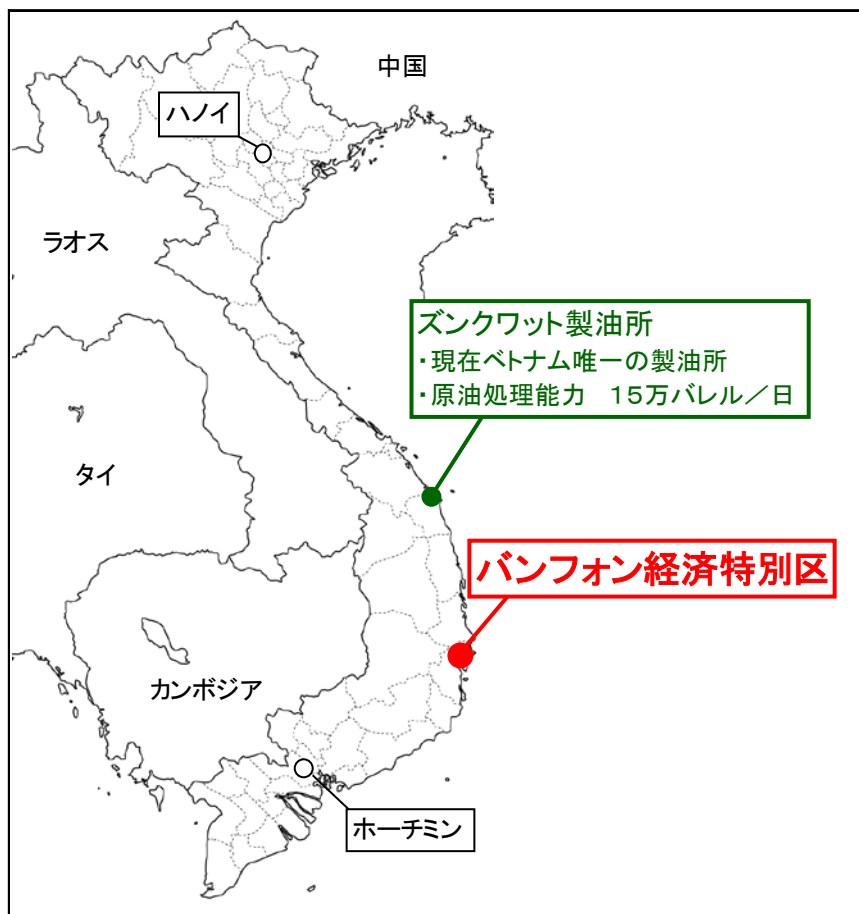 中国
ハノイ
ラオス
ズンクワット製油所
・現在ベトナム唯一の製油所
・原油処理能力　15万バレル／日
タイ
バンフォン経済特別区
カンボジア
ホーチミン